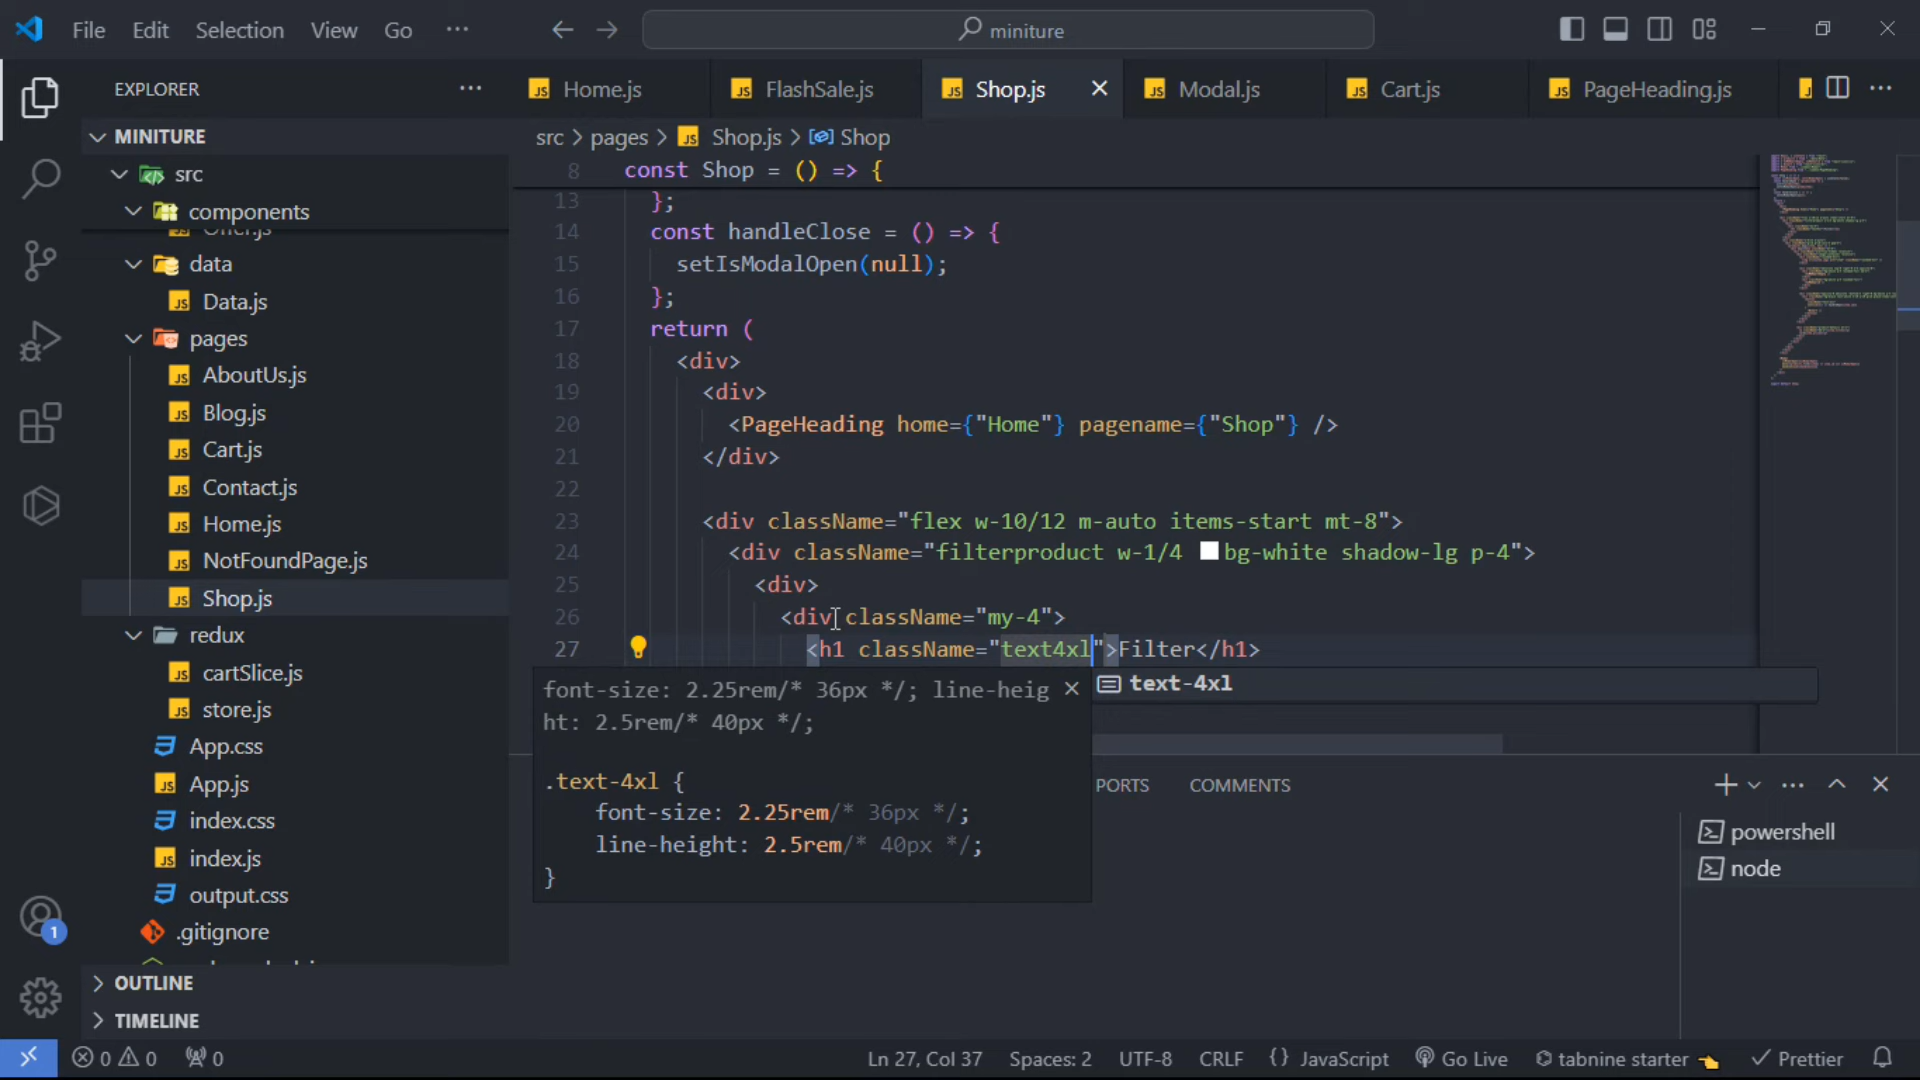 File Edit Selection View Go ···
miniture
EXPLORER
Home.js
FlashSale.js
Shop.js
Modal.js
Cart.js
PageHeading.js
MINITURE
src
components
Offer.js
data
Data.js
pages
AboutUs.js
Blog.js
Cart.js
Contact.js
Home.js
NotFoundPage.js
Shop.js
redux
cartSlice.js
store.js
App.css
App.js
index.css
index.js
output.css
.gitignore
OUTLINE
TIMELINE
src > pages > Shop.js > Shop
8 const Shop = () => {
13 };
14 const handleClose = () => {
15 setIsModalOpen(null);
16 };
17 return (
18 <div>
19 <div>
20 <PageHeading home={"Home"} pagename={"Shop"} />
21 </div>
22
23 <div className="flex w-10/12 m-auto items-start mt-8">
24 <div className="filterproduct w-1/4 bg-white shadow-lg p-4">
25 <div>
26 <div className="my-4">
27 <h1 className="text4xl">Filter</h1>
text-4xl
font-size: 2.25rem/* 36px */; line-heig
ht: 2.5rem/* 40px */;
.text-4xl {
font-size: 2.25rem/* 36px */;
line-height: 2.5rem/* 40px */;
}
PORTS COMMENTS
powershell
node
1
0 0 0
Ln 27, Col 37 Spaces: 2 UTF-8 CRLF {} JavaScript Go Live tabnine starter Prettier